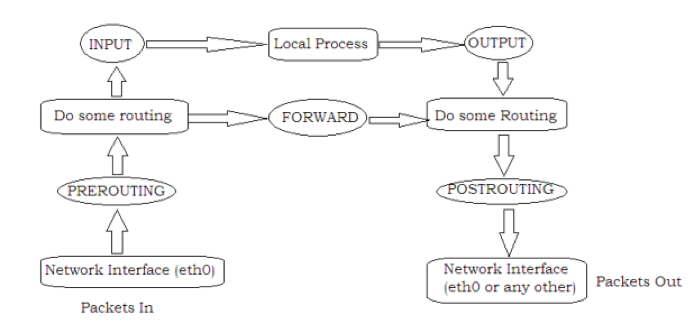 INPUT
Local Process
OUTPUT
Do some routing
FORWARD
Do some Routing
PREROUTING
POSTROUTING
Network Interface (eth0)
Network Interface
(eth0 or any other)
Packets Out
Packets In